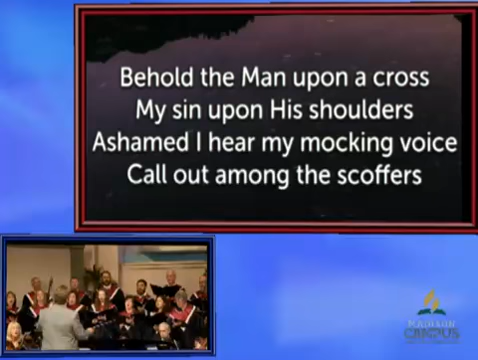 Behold the Man upon a cross
My sin upon His shoulders
Ashamed I hear my mocking voice
Call out among the scoffers
CAMPUS